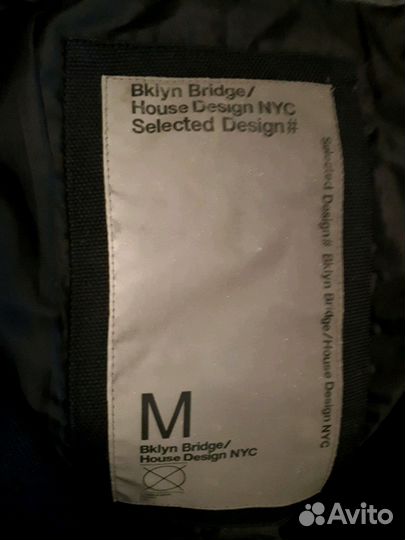 Bklyn Bridge/
House Design NYC
Selected Design#
Selected Design# Bklyn Bridge/House Design NYC
M
Bklyn Bridge/
House Design NYC
Avito